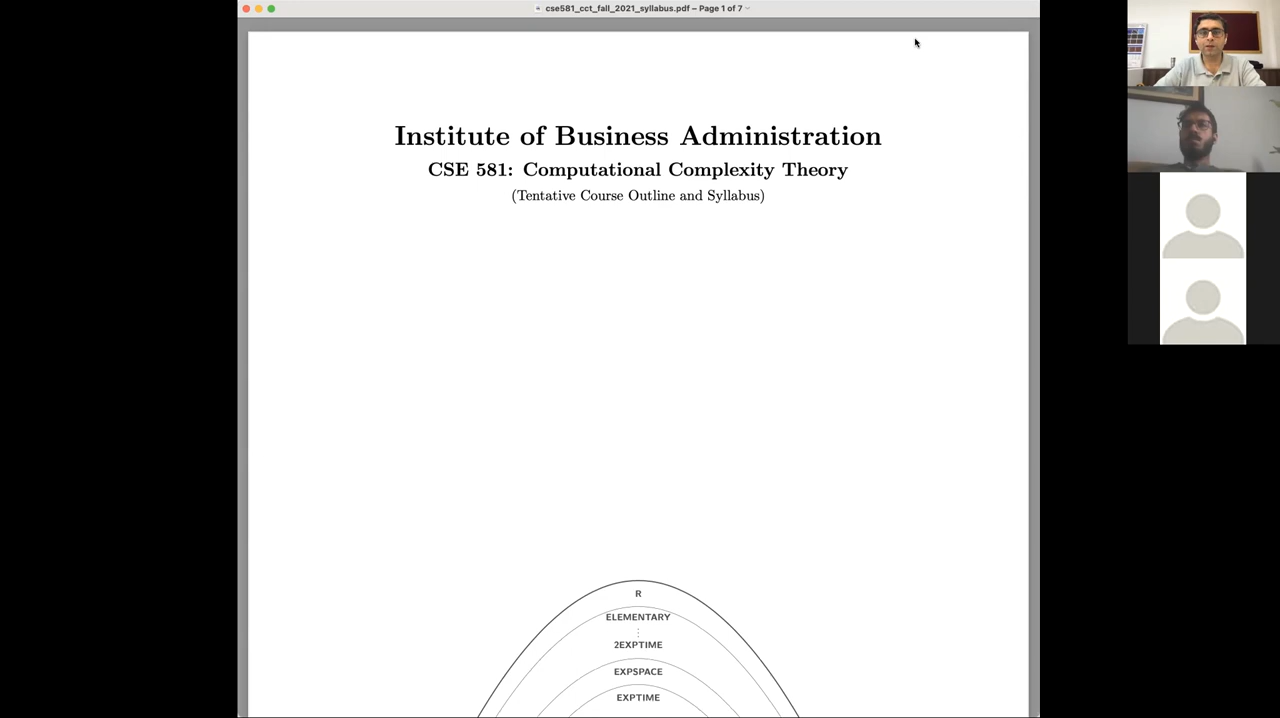 cse581_cct_fall_2021_syllabus.pdf – Page 1 of 7
Institute of Business Administration
CSE 581: Computational Complexity Theory
(Tentative Course Outline and Syllabus)
R
ELEMENTARY
2EXPTIME
EXPSPACE
EXPTIME